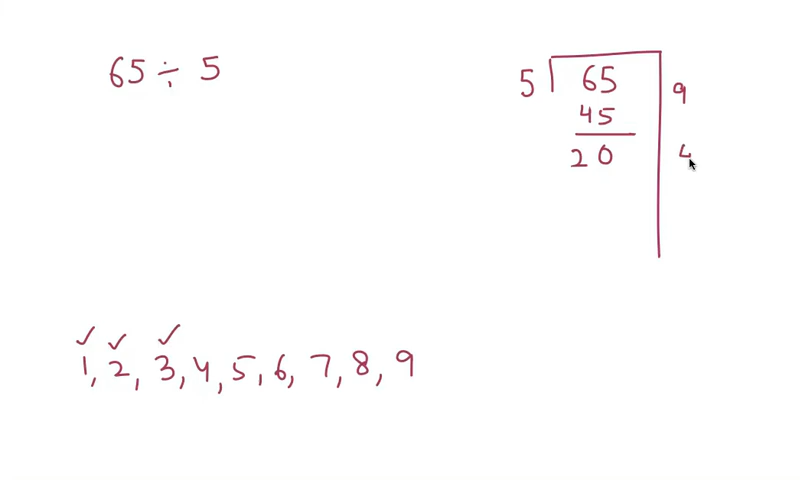 65 ÷ 5
5 65 9
45
20 4
✓ ✓ ✓
1, 2, 3, 4, 5, 6, 7, 8, 9